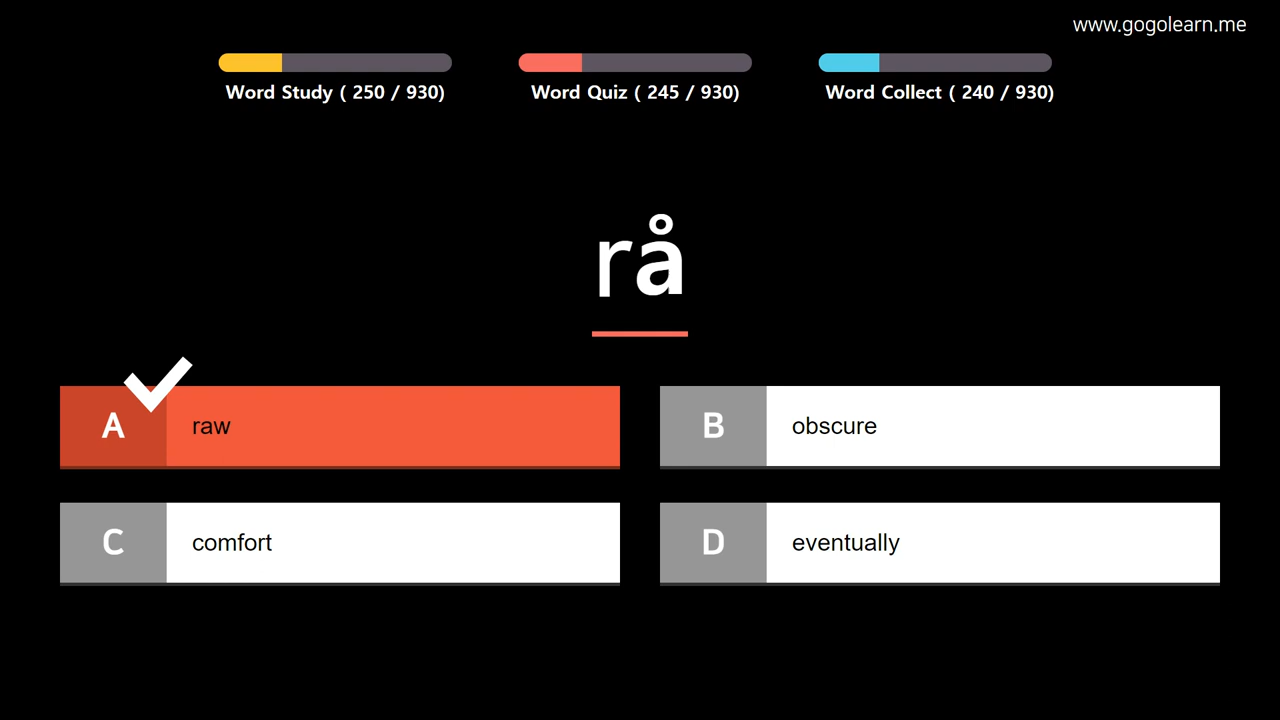 www.gogolearn.me
Word Study ( 250 / 930)
Word Quiz ( 245 / 930)
Word Collect ( 240 / 930)
rå
A raw
B obscure
C comfort
D eventually